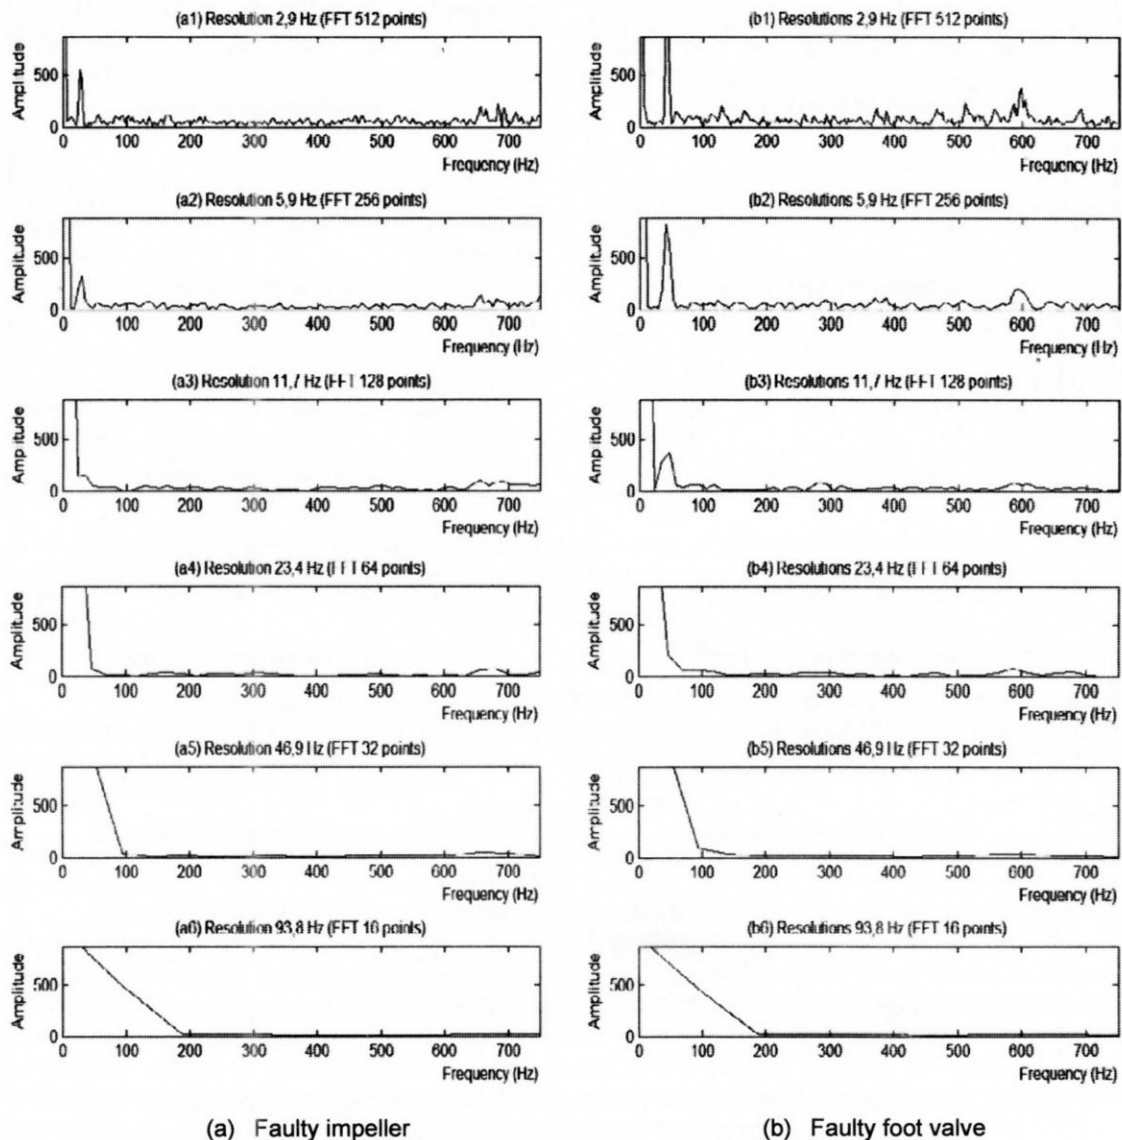 (a1) Resolution 2,9 Hz (FFT 512 points)
Amplitude
500
0
0 100 200 300 400 500 600 700
Frequency (Hz)
(b1) Resolutions 2,9 Hz (FFT 512 points)
Amplitude
500
0
0 100 200 300 400 500 600 700
Frequency (Hz)
(a2) Resolution 5,9 Hz (FFT 256 points)
Amplitude
500
0
0 100 200 300 400 500 600 700
Frequency (Hz)
(b2) Resolutions 5,9 Hz (FFT 256 points)
Amplitude
500
0
0 100 200 300 400 500 600 700
Frequency (Hz)
(a3) Resolution 11,7 Hz (FFT 128 points)
Amplitude
500
0
0 100 200 300 400 500 600 700
Frequency (Hz)
(b3) Resolutions 11,7 Hz (FFT 128 points)
Amplitude
500
0
0 100 200 300 400 500 600 700
Frequency (Hz)
(a4) Resolution 23,4 Hz (FFT 64 points)
Amplitude
500
0
0 100 200 300 400 500 600 700
Frequency (Hz)
(b4) Resolutions 23,4 Hz (FFT 64 points)
Amplitude
500
0
0 100 200 300 400 500 600 700
Frequency (Hz)
(a5) Resolution 46,9 Hz (FFT 32 points)
Amplitude
500
0
0 100 200 300 400 500 600 700
Frequency (Hz)
(b5) Resolutions 46,9 Hz (FFT 32 points)
Amplitude
500
0
0 100 200 300 400 500 600 700
Frequency (Hz)
(a6) Resolution 93,8 Hz (FFT 16 points)
Amplitude
500
0
0 100 200 300 400 500 600 700
Frequency (Hz)
(b6) Resolutions 93,8 Hz (FFT 16 points)
Amplitude
500
0
0 100 200 300 400 500 600 700
Frequency (Hz)
(a) Faulty impeller
(b) Faulty foot valve